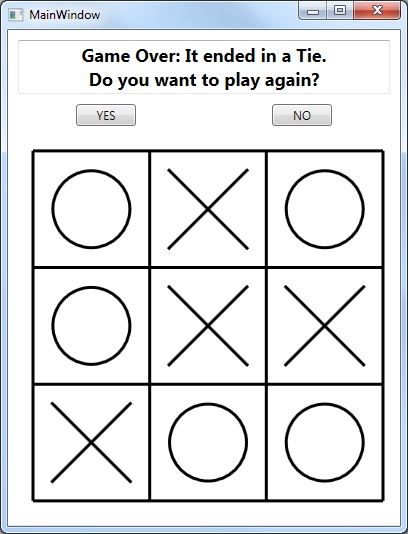 MainWindow
Game Over: It ended in a Tie.
Do you want to play again?
YES
NO